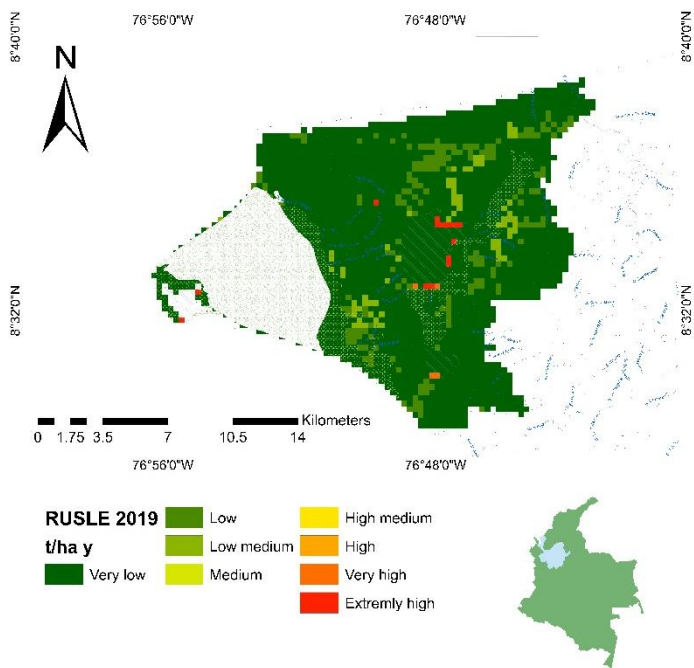 76°56'0"W 76°48'0"W
8°40'0"N 8°40'0"N
N
8°32'0"N 8°32'0"N
Kilometers
0 1.75 3.5 7 10.5 14
76°56'0"W 76°48'0"W
RUSLE 2019
t/ha y
Very low
Low
Low medium
Medium
High medium
High
Very high
Extremly high